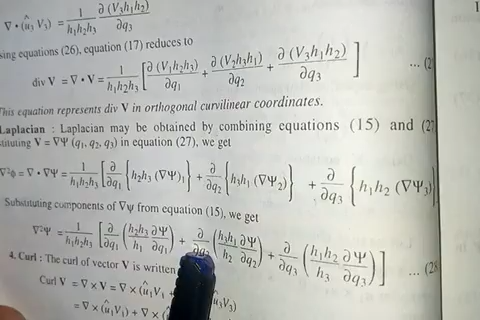 ∇ • (û₃ V₃) = 1/(h₁h₂h₃) ∂(V₃h₁h₂)/∂q₃
sing equations (26), equation (17) reduces to
div V = ∇ • V = 1/(h₁h₂h₃) [∂(V₁h₂h₃)/∂q₁ + ∂(V₂h₃h₁)/∂q₂ + ∂(V₃h₁h₂)/∂q₃] ... (2
This equation represents div V in orthogonal curvilinear coordinates.
Laplacian : Laplacian may be obtained by combining equations (15) and (27
stituting V = ∇Ψ (q₁, q₂, q₃) in equation (27), we get
∇²φ = ∇ • ∇Ψ = 1/(h₁h₂h₃) [∂/∂q₁ {h₂h₃ (∇Ψ)₁} + ∂/∂q₂ {h₃h₁ (∇Ψ₂)} + ∂/∂q₃ {h₁h₂ (∇Ψ₃)
Substituting components of ∇ψ from equation (15), we get
∇²Ψ = 1/(h₁h₂h₃) [∂/∂q₁ (h₂h₃/h₁ ∂Ψ/∂q₁) + ∂/∂q₂ (h₃h₁/h₂ ∂Ψ/∂q₂) + ∂/∂q₃ (h₁h₂/h₃ ∂Ψ/∂q₃)] ... (28
4. Curl : The curl of vector V is written
Curl V = ∇ × V = ∇ × (û₁V₁ + û₃V₃)
= ∇ × (û₁V₁) + ∇ × (